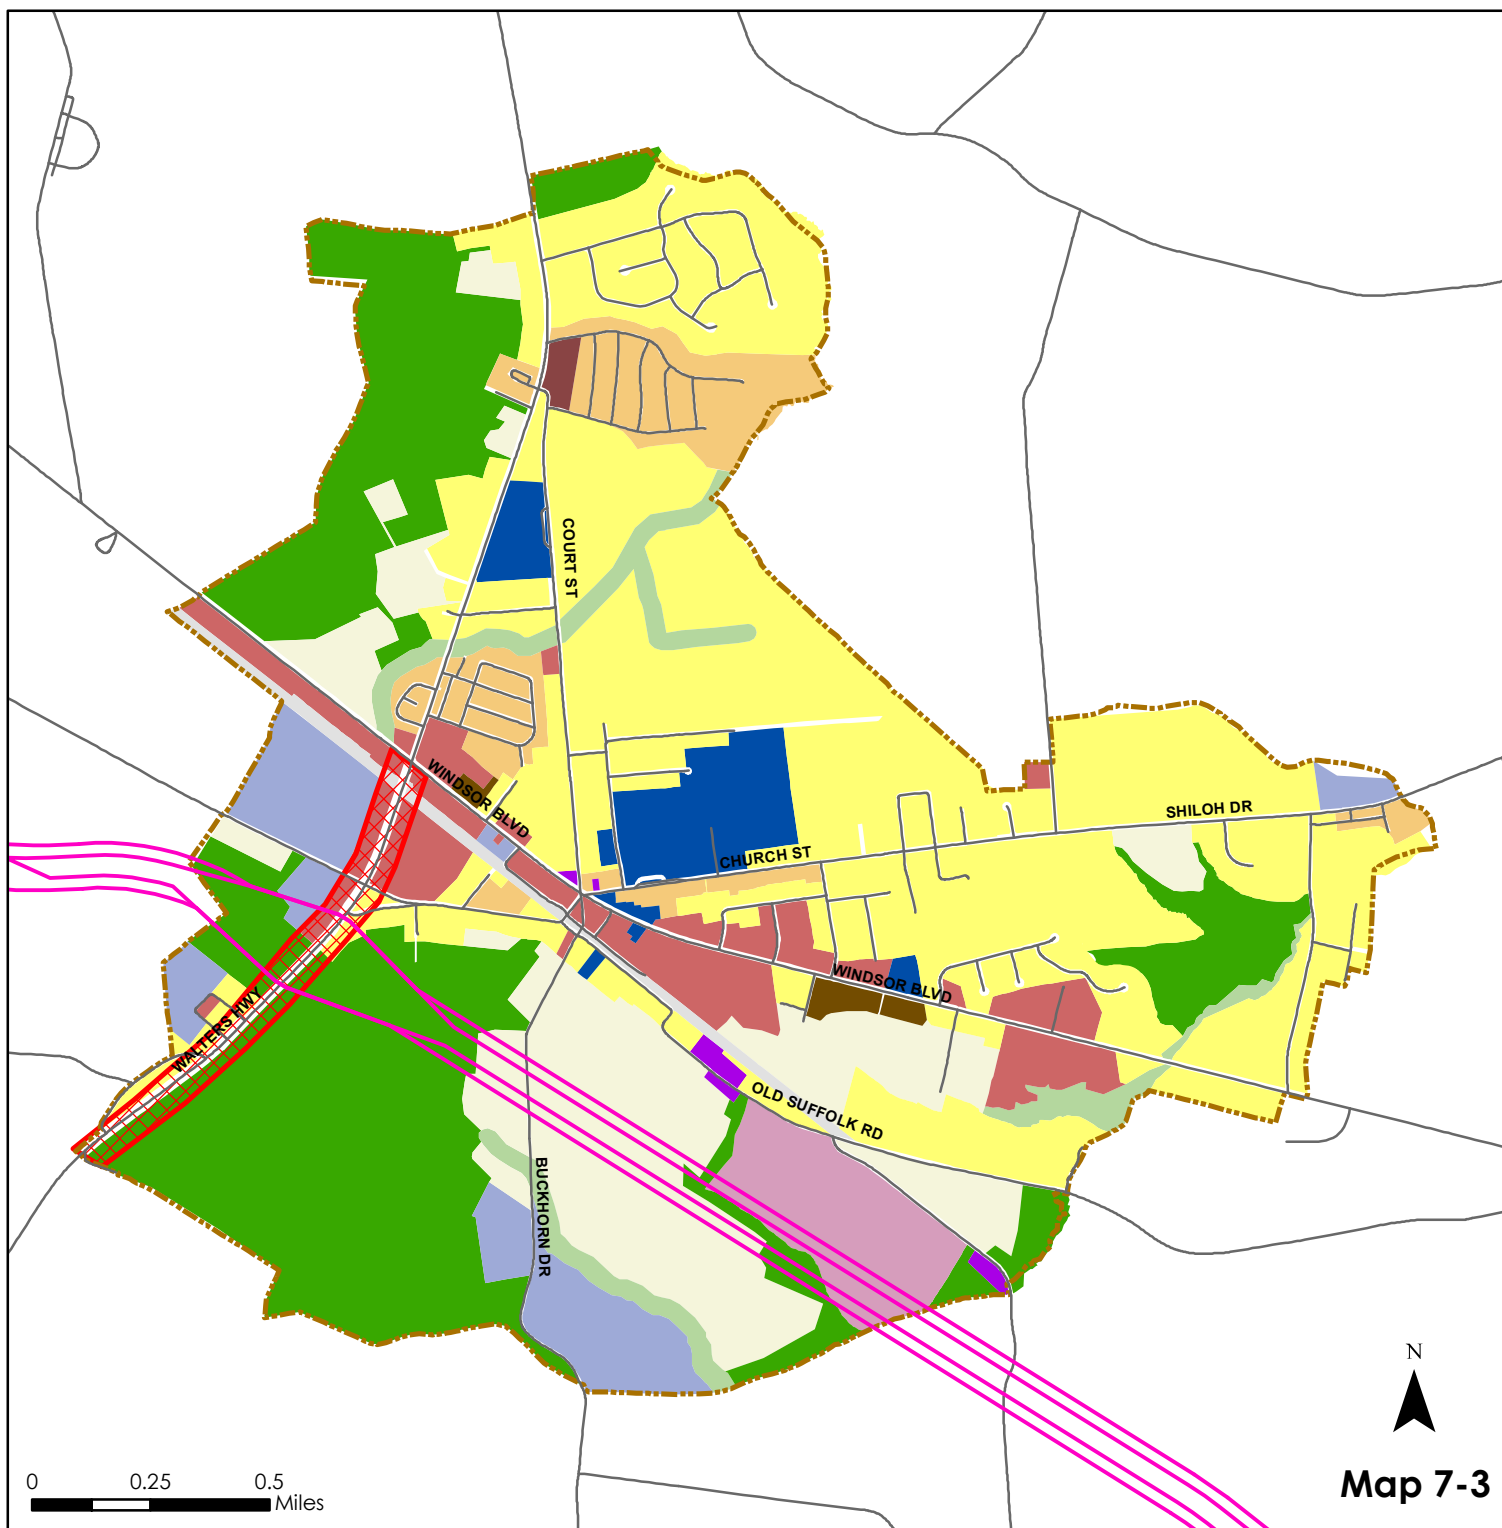 COURT ST
WINDSOR BLVD
SHILOH DR
CHURCH ST
WINDSOR BLVD
WALTERS HWY
OLD SUFFOLK RD
BUCKHORN DR
N
Map 7-3
0 0.25 0.5
Miles